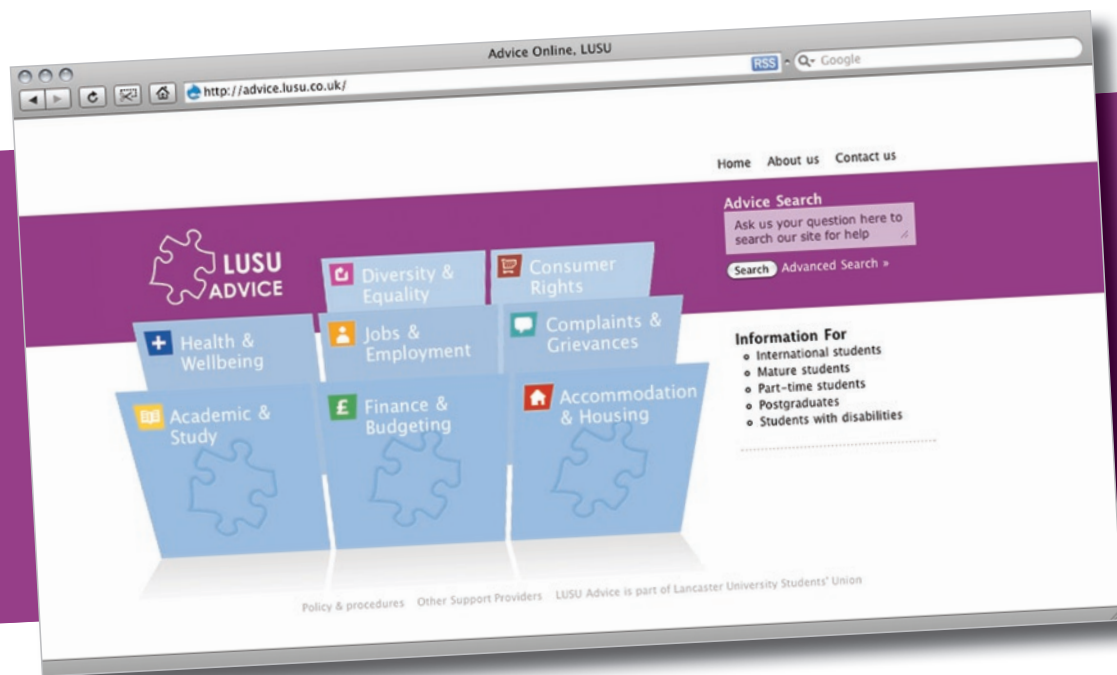 Advice Online, LUSU
http://advice.lusu.co.uk/
RSS
Google
Home About us Contact us
LUSU
ADVICE
Advice Search
Ask us your question here to
search our site for help
Search Advanced Search »
Diversity &
Equality
Consumer
Rights
Health &
Wellbeing
Jobs &
Employment
Complaints &
Grievances
Academic &
Study
£
Finance &
Budgeting
Accommodation
& Housing
Information For
International students
Mature students
Part-time students
Postgraduates
Students with disabilities
Policy & procedures Other Support Providers LUSU Advice is part of Lancaster University Students' Union